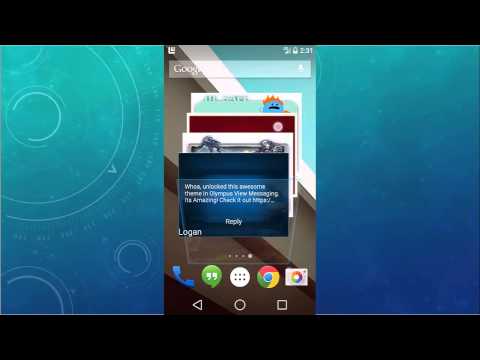 2:31
Google
Whoa, unlocked this awesome
theme in Olympus View Messaging.
Its Amazing! Check it out https:/...
Reply
Logan